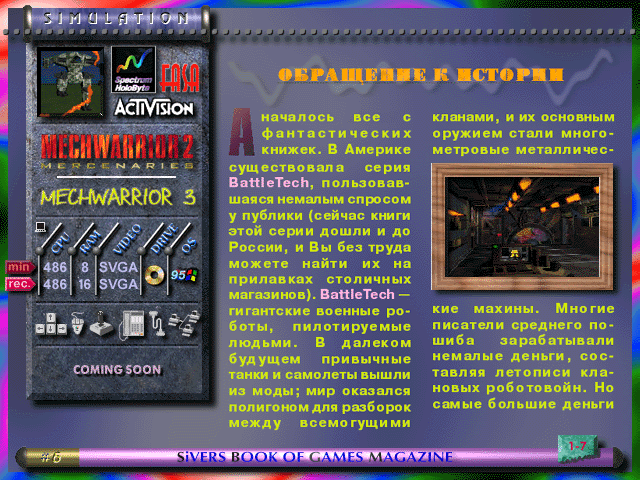 SIMULATION
Spectrum
HoloByte
FASA
ACTIVISION
MECHWARRIOR 2
MERCENARIES
MECHWARRIOR 3
CPU RAM VIDEO DRIVE OS
min 486 8 SVGA
rec. 486 16 SVGA
95
COMING SOON
ОБРАЩЕНИЕ К ИСТОРИИ
А началось все с
фантастических
книжек. В Америке
существовала серия
BattleTech, пользовав-
шаяся немалым спросом
у публики (сейчас книги
этой серии дошли и до
России, и Вы без труда
можете найти их на
прилавках столичных
магазинов). BattleTech —
гигантские военные ро-
боты, пилотируемые
людьми. В далеком
будущем привычные
танки и самолеты вышли
из моды; мир оказался
полигоном для разборок
между всемогущими
кланами, и их основным
оружием стали много-
метровые металличес-
кие махины. Многие
писатели среднего по-
шиба зарабатывали
немалые деньги, сос-
тавляя летописи кла-
новых роботовойн. Но
самые большие деньги
#6
SiVERS BOOK OF GAMES MAGAZINE
1-7